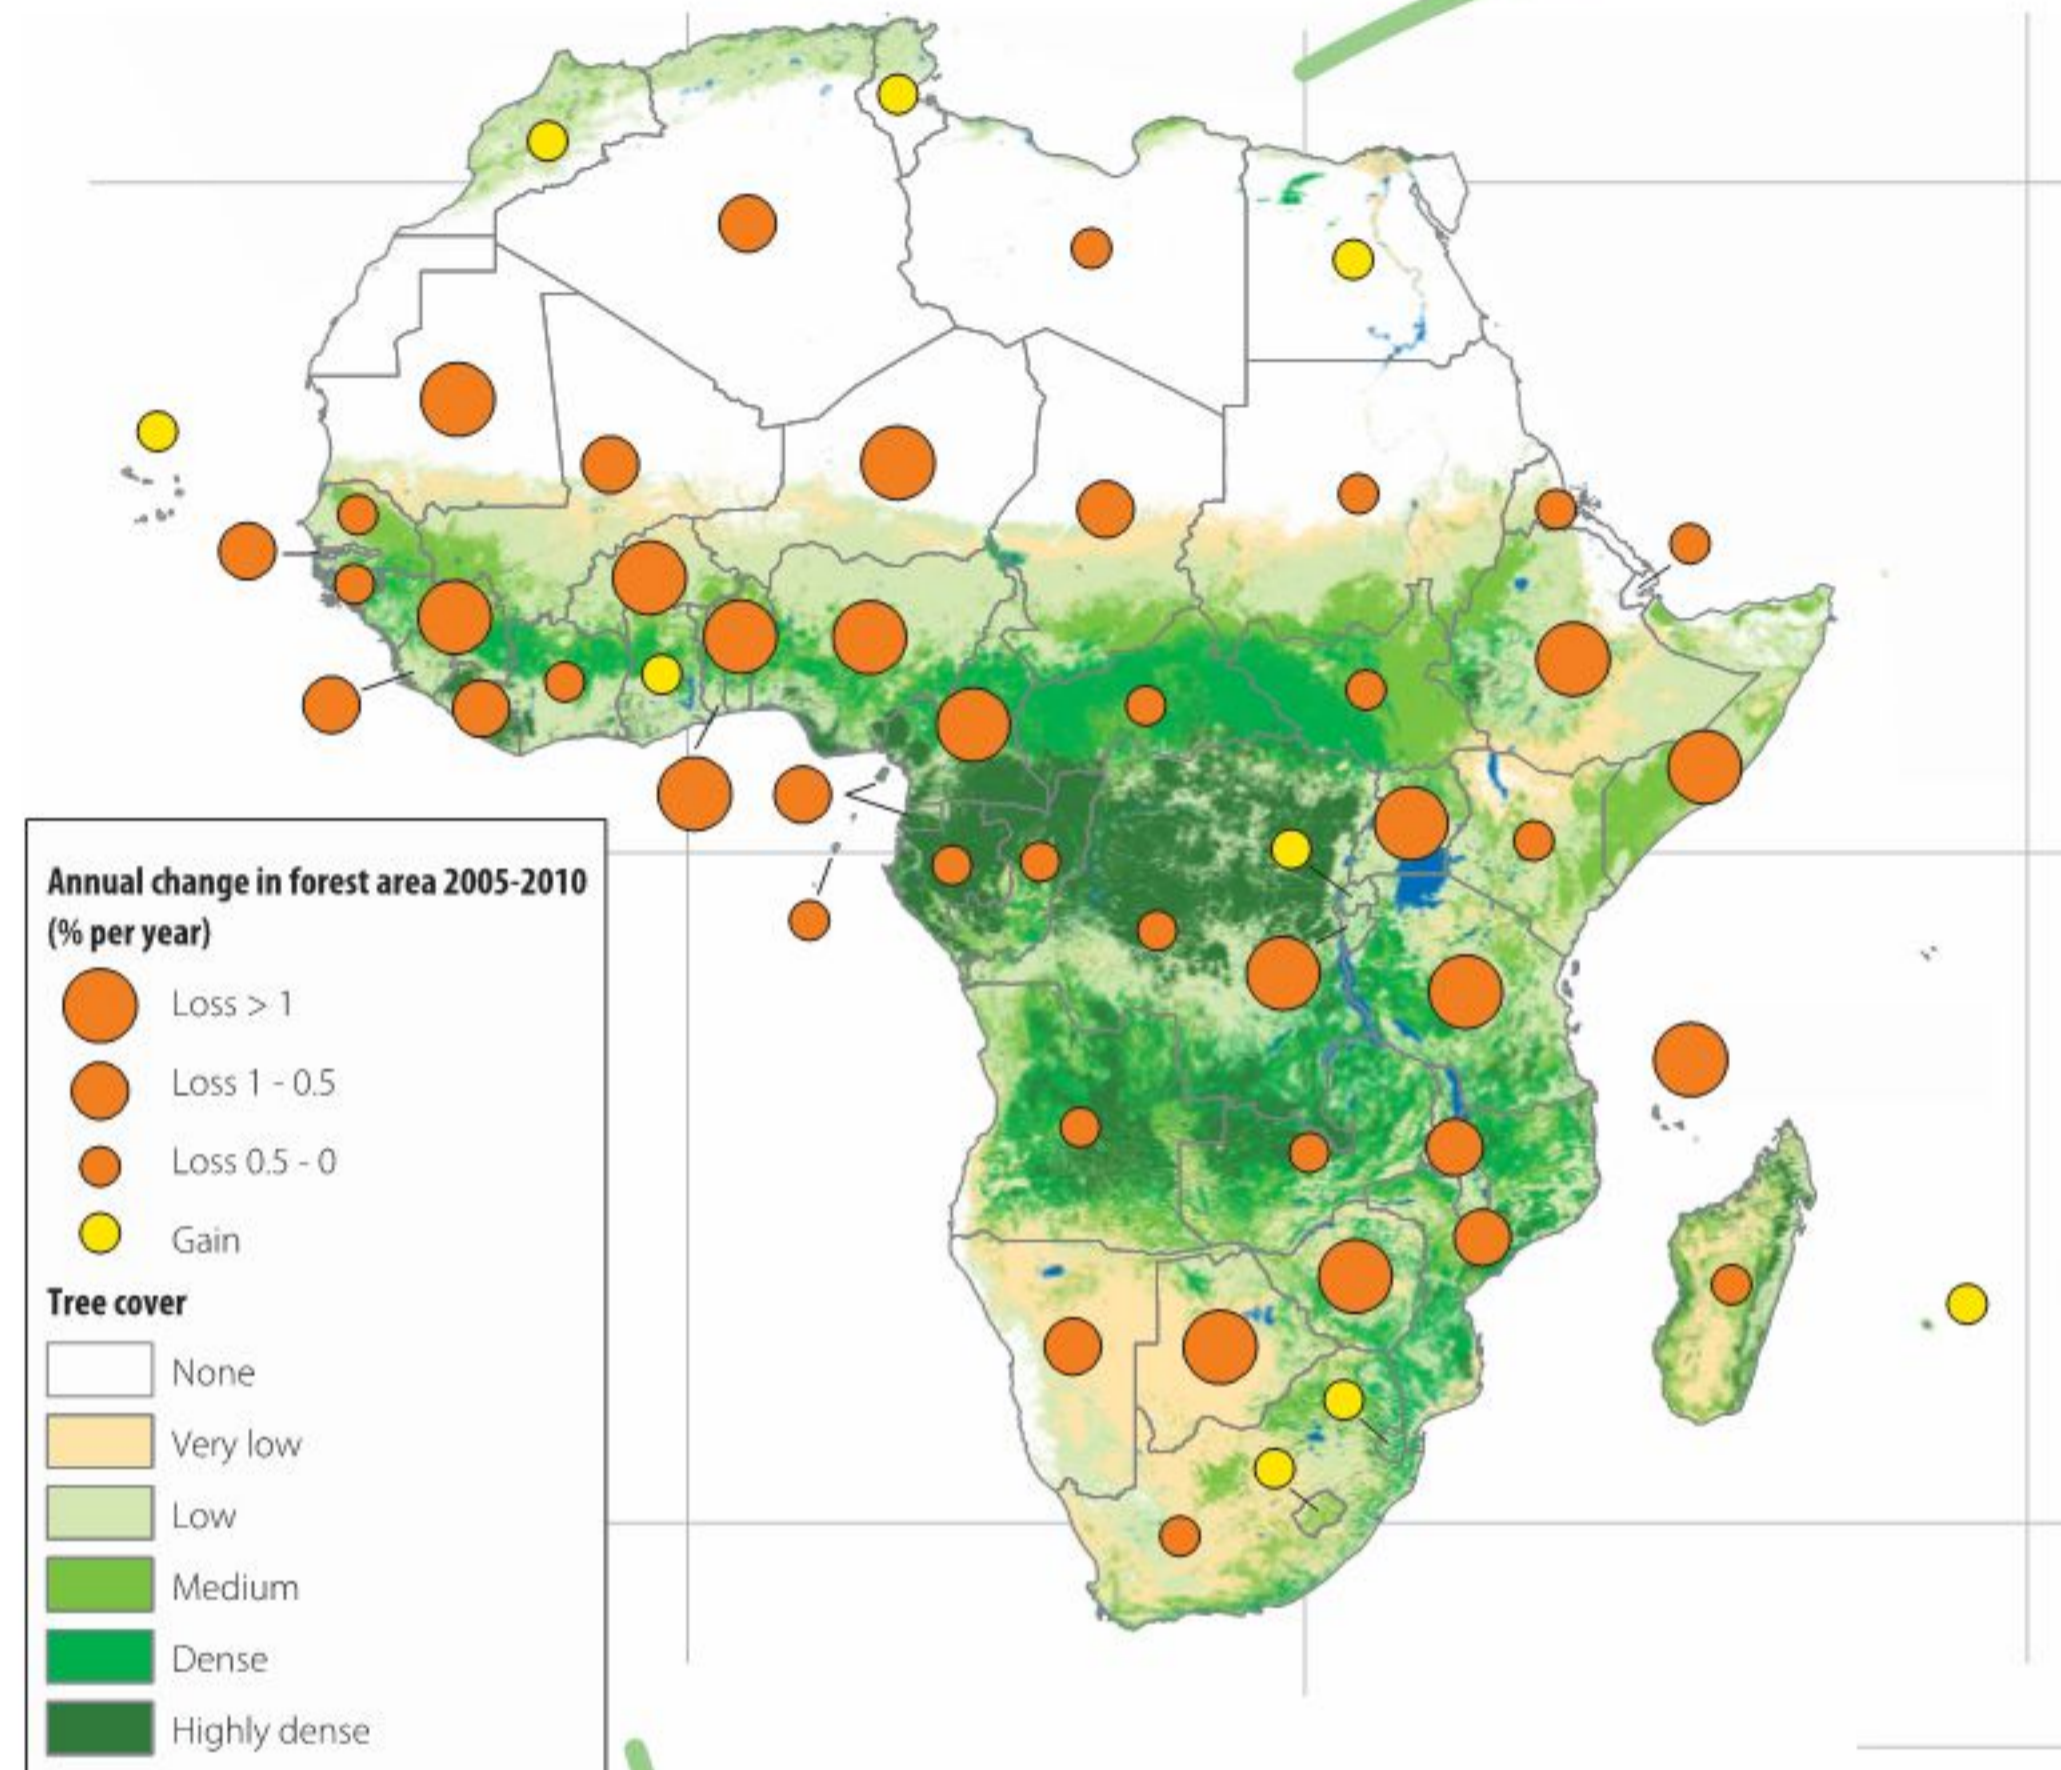 Annual change in forest area 2005-2010
(% per year)
Loss > 1
Loss 1 - 0.5
Loss 0.5 - 0
Gain
Tree cover
None
Very low
Low
Medium
Dense
Highly dense